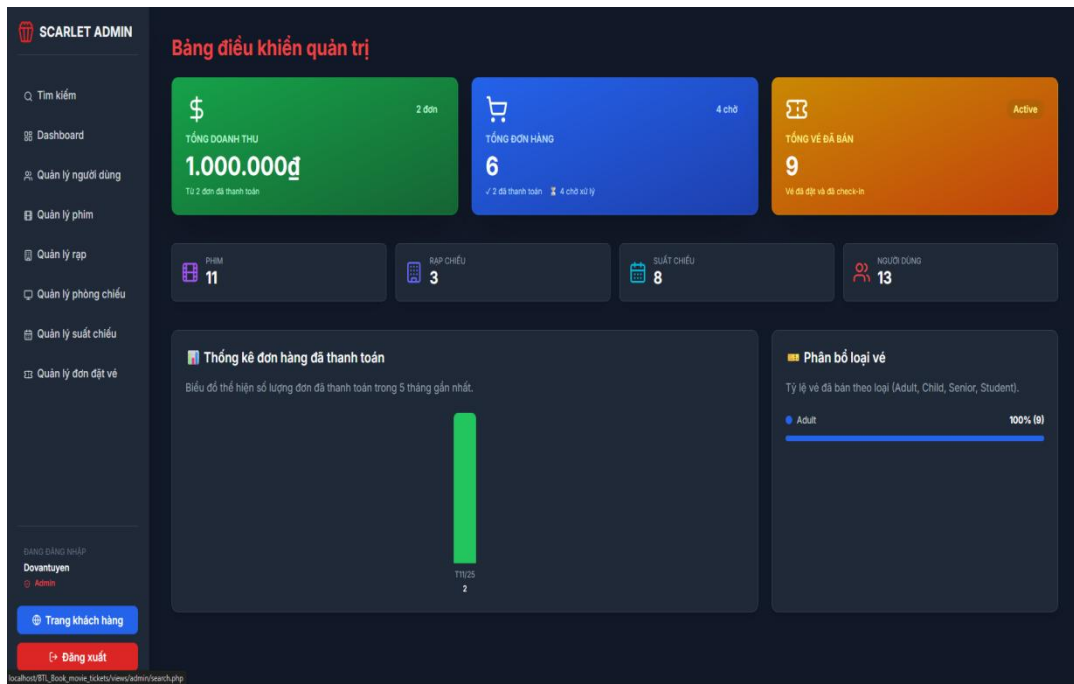 SCARLET ADMIN
Tìm kiếm
Dashboard
Quản lý người dùng
Quản lý phim
Quản lý rạp
Quản lý phòng chiếu
Quản lý suất chiếu
Quản lý đơn đặt vé
ĐANG ĐĂNG NHẬP
Dovantuyen
Admin
Trang khách hàng
Đăng xuất
localhost/BTL_Book_movie_tickets/views/admin/search.php
Bảng điều khiển quản trị
$
2 đơn
TỔNG DOANH THU
1.000.000₫
Từ 2 đơn đã thanh toán
4 chờ
TỔNG ĐƠN HÀNG
6
✓ 2 đã thanh toán ⏳ 4 chờ xử lý
Active
TỔNG VÉ ĐÃ BÁN
9
Vé đã đặt và đã check-in
PHIM
11
RẠP CHIẾU
3
SUẤT CHIẾU
8
NGƯỜI DÙNG
13
📊 Thống kê đơn hàng đã thanh toán
Biểu đồ thể hiện số lượng đơn đã thanh toán trong 5 tháng gần nhất.
T11/25
2
🎫 Phân bổ loại vé
Tỷ lệ vé đã bán theo loại (Adult, Child, Senior, Student).
Adult 100% (9)